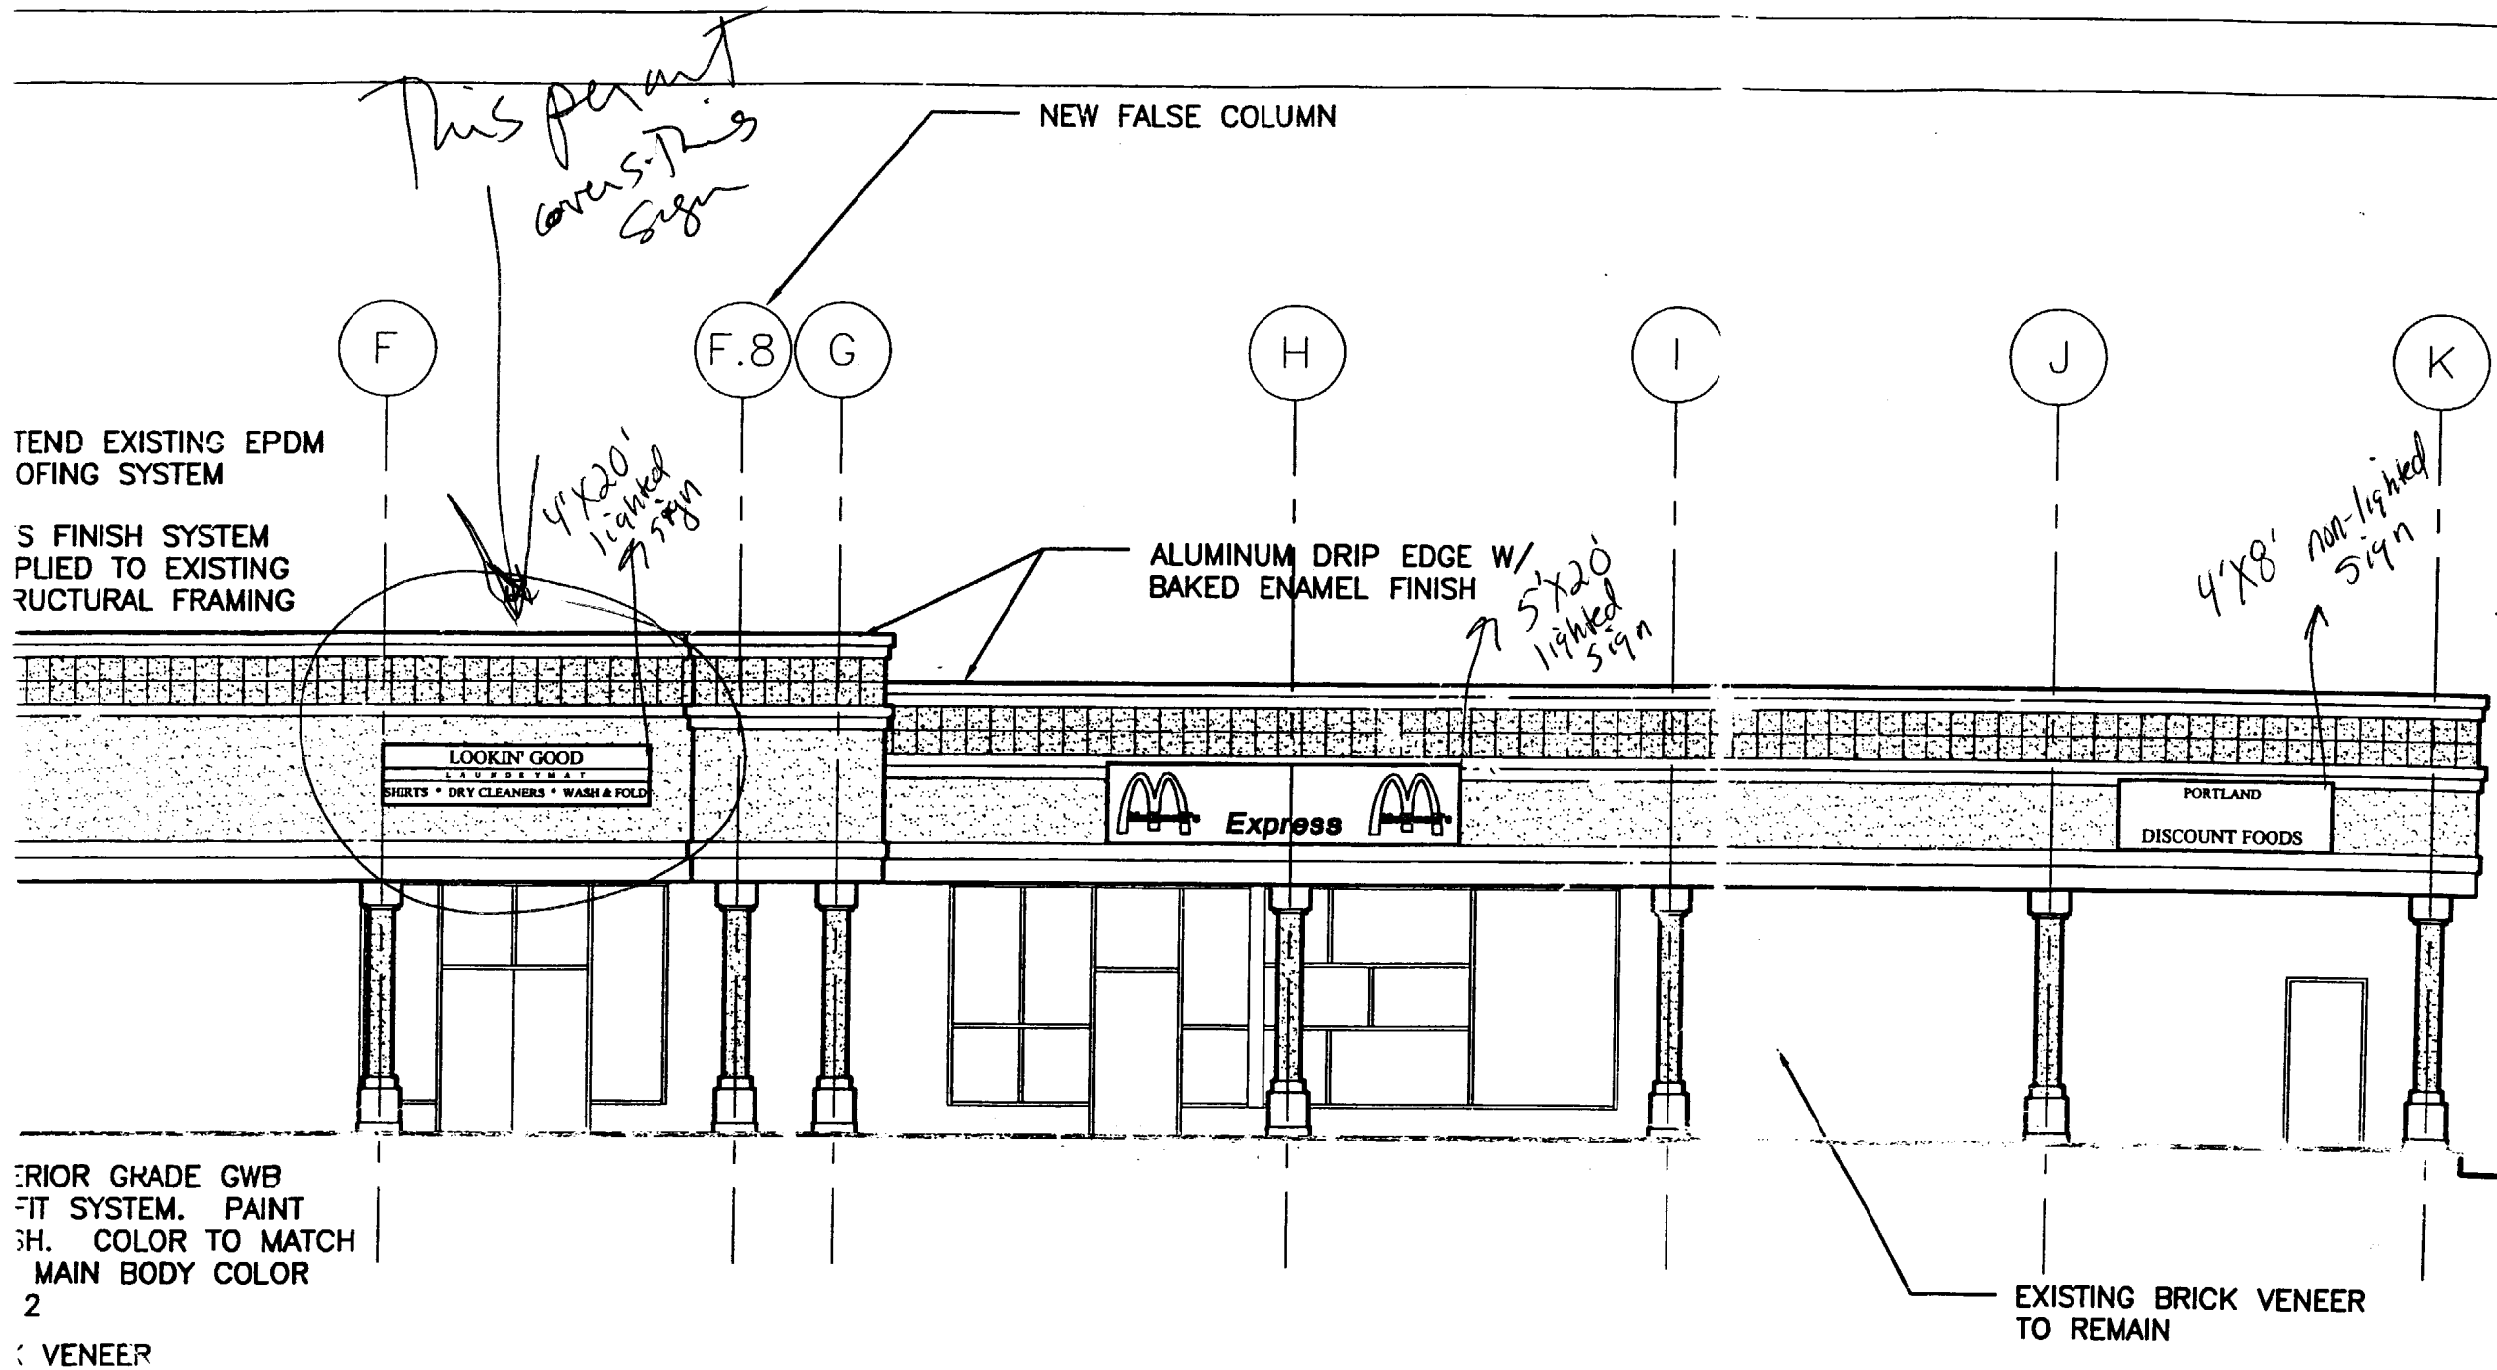 This permit
covers This
Sign
NEW FALSE COLUMN
F
F.8
G
H
I
J
K
TEND EXISTING EPDM
OFING SYSTEM
S FINISH SYSTEM
PLIED TO EXISTING
RUCTURAL FRAMING
4'X20'
lighted
sign
ALUMINUM DRIP EDGE W/
BAKED ENAMEL FINISH
5'X20'
lighted
sign
4'X8' non-lighted
sign
LOOKIN' GOOD
LAUNDRYMAT
SHIRTS * DRY CLEANERS * WASH & FOLD
Express
PORTLAND
DISCOUNT FOODS
ERIOR GRADE GWB
FIT SYSTEM. PAINT
SH. COLOR TO MATCH
MAIN BODY COLOR
2
VENEER
EXISTING BRICK VENEER
TO REMAIN